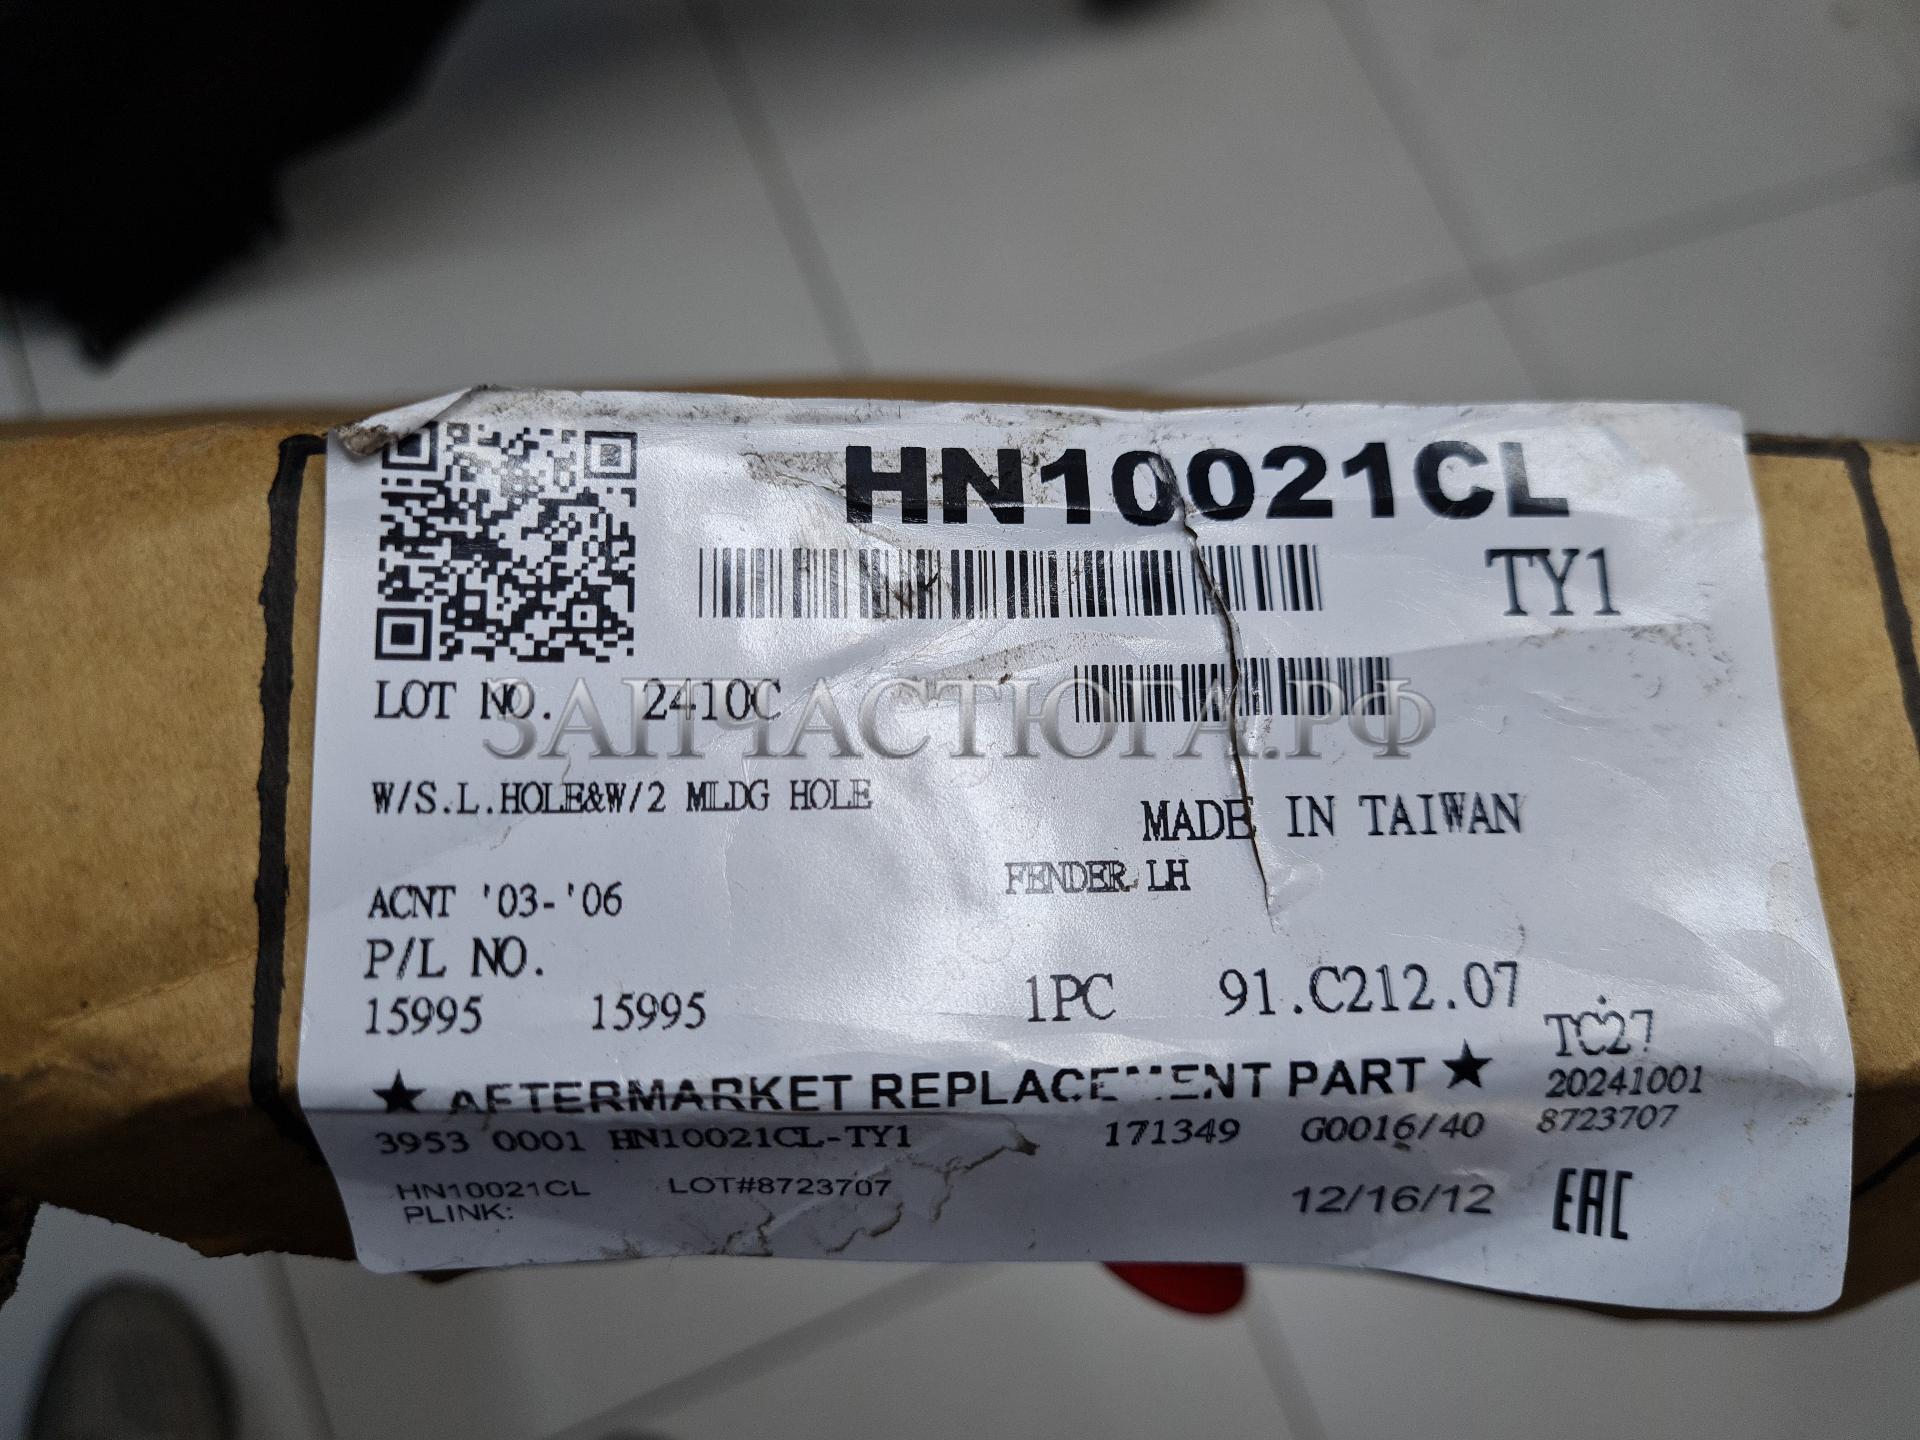 HN10021CL
TY1
LOT NO. 2410C
ЗАПЧАСТЮГА.РФ
W/S.L.HOLE&W/2 MLDG HOLE
MADE IN TAIWAN
FENDER LH
ACNT '03-'06
P/L NO.
15995 15995 1PC 91.C212.07
TC27
★ AFTERMARKET REPLACEMENT PART ★ 20241001
3953 0001 HN10021CL-TY1 171349 G0016/40 8723707
HN10021CL LOT#8723707 12/16/12 EAC
PLINK: